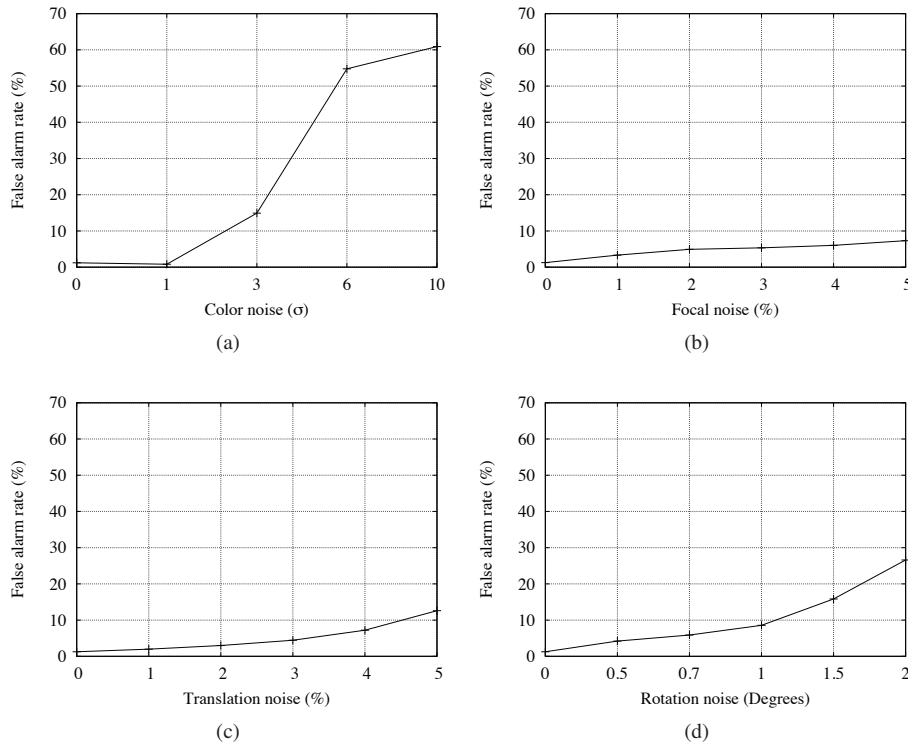 70
60
50
40
30
20
10
0
False alarm rate (%)
0 1 3 6 10
Color noise (σ)
(a)
70
60
50
40
30
20
10
0
False alarm rate (%)
0 1 2 3 4 5
Focal noise (%)
(b)
70
60
50
40
30
20
10
0
False alarm rate (%)
0 1 2 3 4 5
Translation noise (%)
(c)
70
60
50
40
30
20
10
0
False alarm rate (%)
0 0.5 0.7 1 1.5 2
Rotation noise (Degrees)
(d)